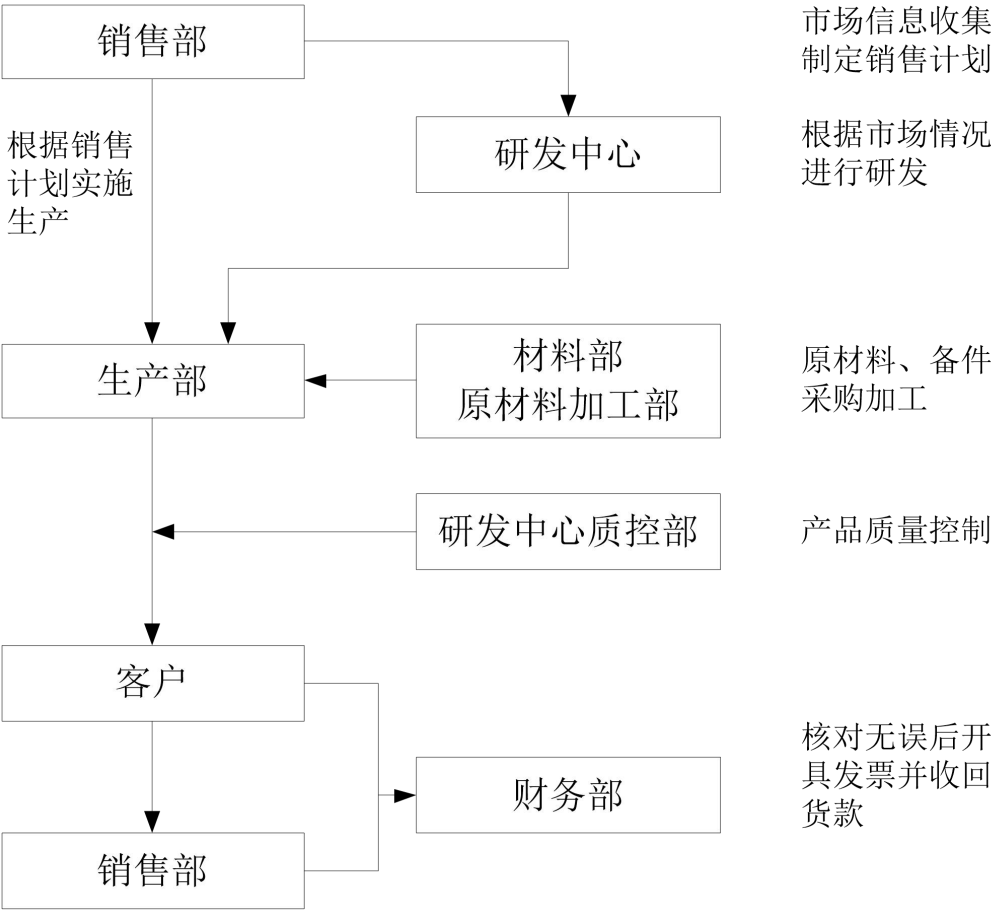 销售部
市场信息收集
制定销售计划
根据销售
计划实施
生产
研发中心
根据市场情况
进行研发
生产部
材料部
原材料加工部
原材料、备件
采购加工
研发中心质控部
产品质量控制
客户
财务部
核对无误后开
具发票并收回
货款
销售部